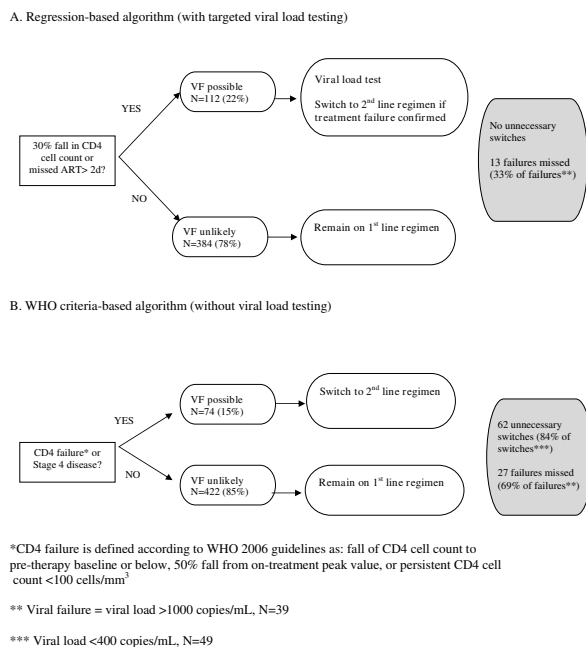 A. Regression-based algorithm (with targeted viral load testing)
VF possible
N=112 (22%)
Viral load test
Switch to 2nd line regimen if
treatment failure confirmed
YES
30% fall in CD4
cell count or
missed ART> 2d?
NO
VF unlikely
N=384 (78%)
Remain on 1st line regimen
No unnecessary
switches
13 failures missed
(33% of failures**)
B. WHO criteria-based algorithm (without viral load testing)
VF possible
N=74 (15%)
Switch to 2nd line regimen
YES
CD4 failure* or
Stage 4 disease?
NO
VF unlikely
N=422 (85%)
Remain on 1st line regimen
62 unnecessary
switches (84% of
switches***)
27 failures missed
(69% of failures**)
*CD4 failure is defined according to WHO 2006 guidelines as: fall of CD4 cell count to
pre-therapy baseline or below, 50% fall from on-treatment peak value, or persistent CD4 cell
count <100 cells/mm3
** Viral failure = viral load >1000 copies/mL, N=39
*** Viral load <400 copies/mL, N=49